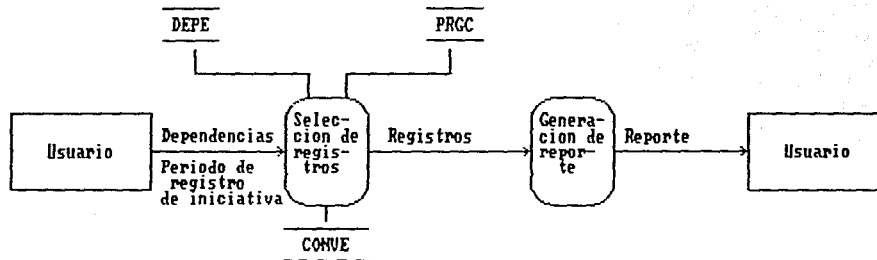 DEPE
PRGC
Usuario
Dependencias
Periodo de
registro
de iniciativa
Selec-
cion de
regis-
tros
Registros
Genera-
cion de
repor-
te
Reporte
Usuario
CONVE